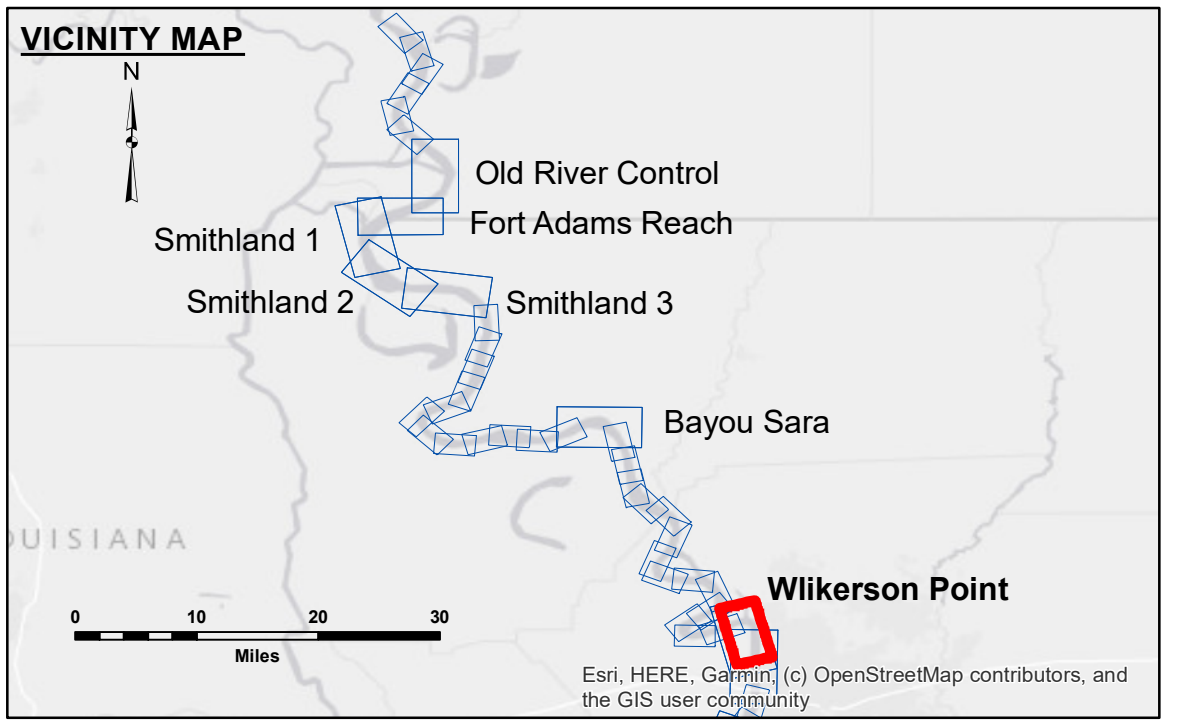 VICINITY MAP
N
Old River Control
Fort Adams Reach
Smithland 1
Smithland 2
Smithland 3
Bayou Sara
OUISIANA
Wlikerson Point
0 10 20 30
Miles
Esri, HERE, Garmin, (c) OpenStreetMap contributors, and
the GIS user community